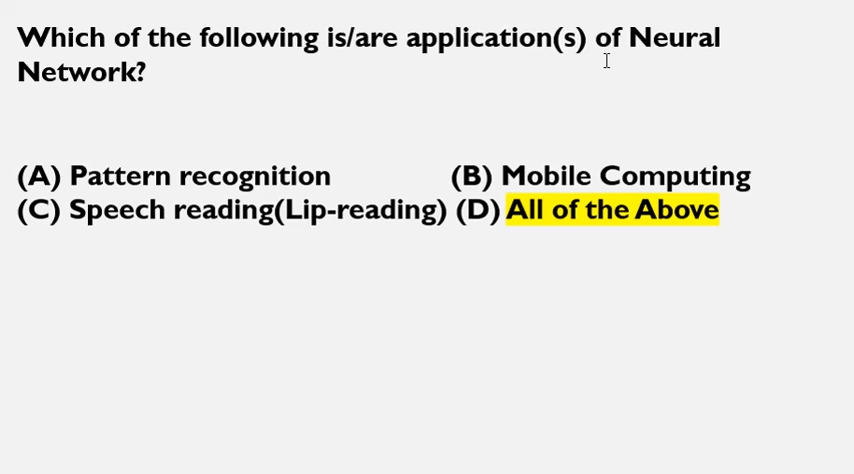 Which of the following is/are application(s) of Neural
Network?
(A) Pattern recognition (B) Mobile Computing
(C) Speech reading(Lip-reading) (D) All of the Above